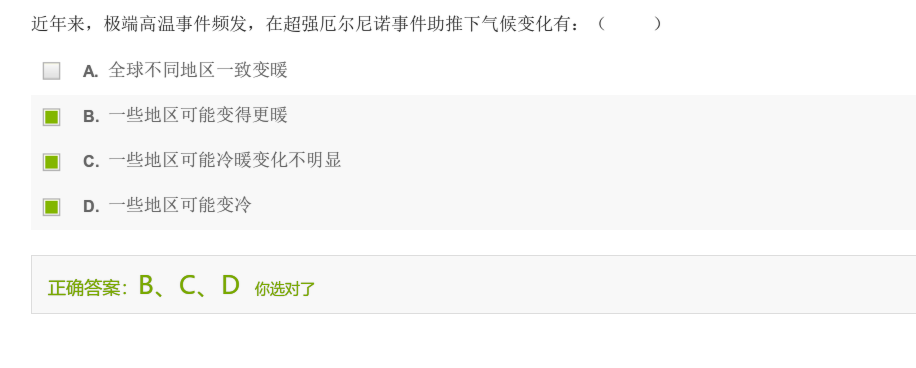 近年来，极端高温事件频发，在超强厄尔尼诺事件助推下气候变化有：（　　）
A. 全球不同地区一致变暖
B. 一些地区可能变得更暖
C. 一些地区可能冷暖变化不明显
D. 一些地区可能变冷
正确答案：B、C、D 你选对了